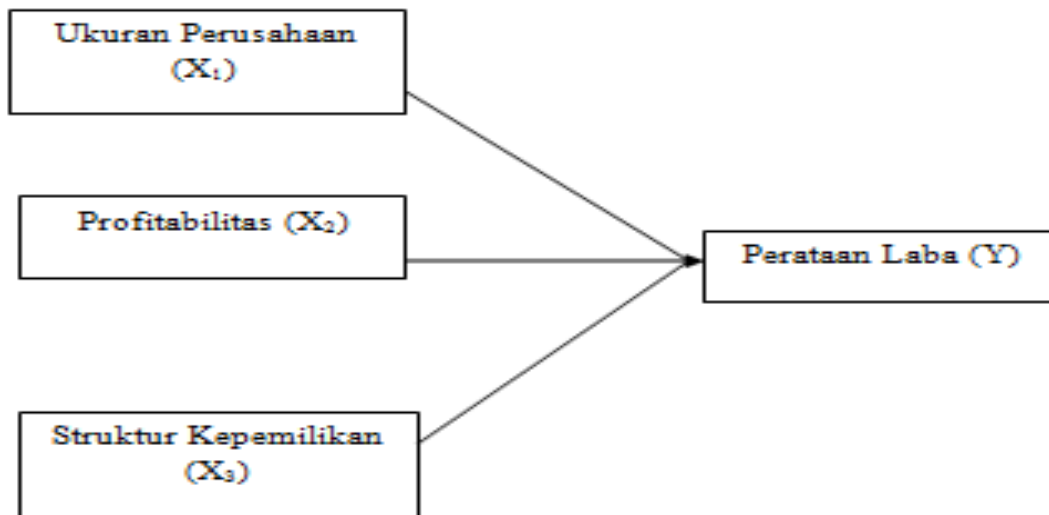 Ukuran Perusahaan
(X₁)
Profitabilitas (X₂)
Perataan Laba (Y)
Struktur Kepemilikan
(X₃)